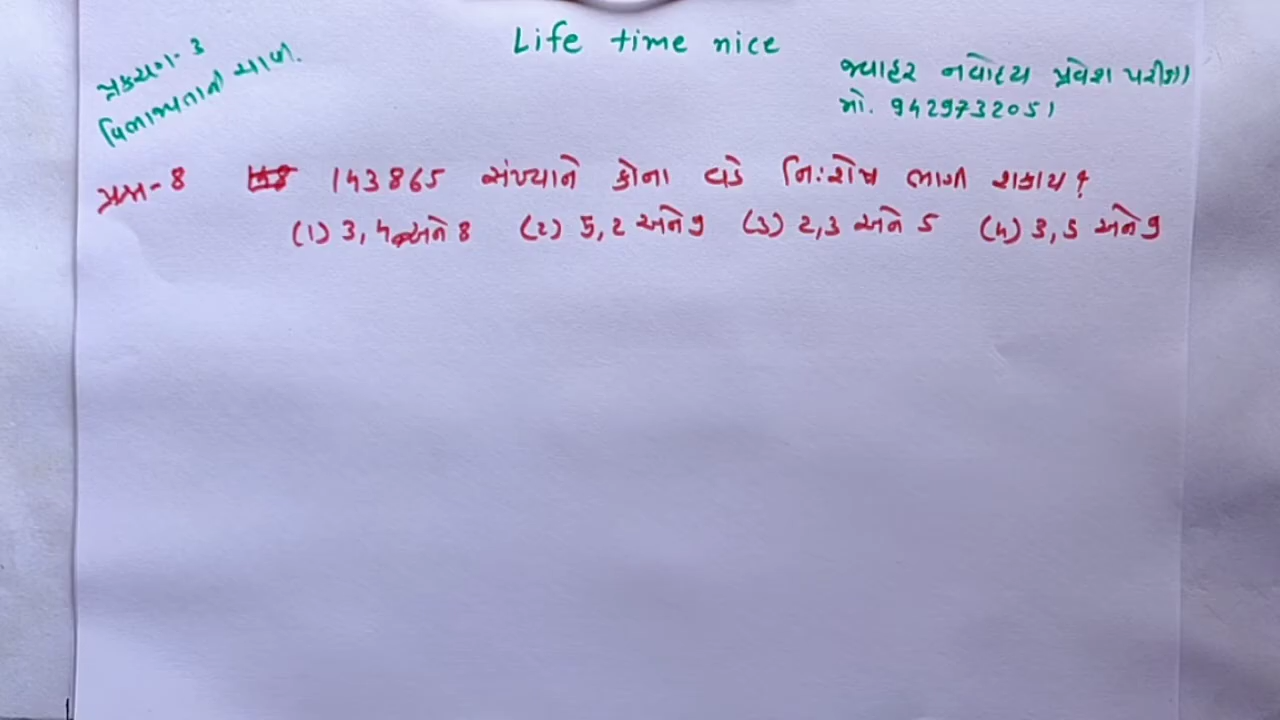 Life time nice
પ્રકરણ-3
વિભાજ્યતાની ચાળ.
જવાહર નવોદય પ્રવેશ પરીક્ષા
મો. 9429732051
પ્રશ્ન-8 143865 સંખ્યાને કોના વડે નિ:શેષ ભાગી શકાય?
(1) 3, 4 અને 8 (2) 5, 2 અને 9 (3) 2,3 અને 5 (4) 3, 5 અને 9